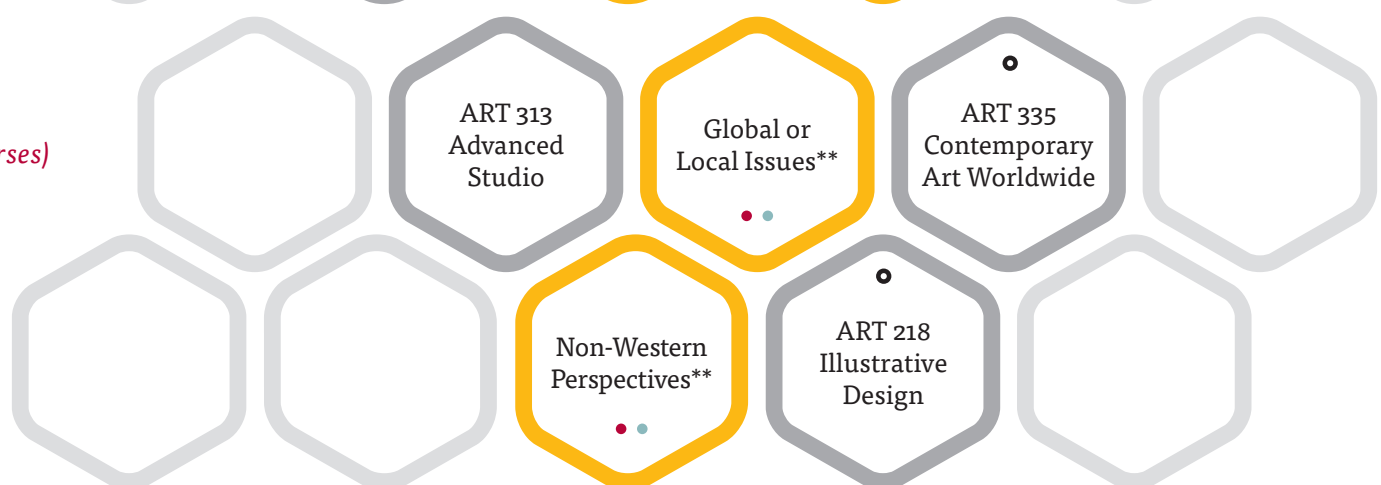 rses)
ART 313
Advanced
Studio
Global or
Local Issues**
ART 335
Contemporary
Art Worldwide
Non-Western
Perspectives**
ART 218
Illustrative
Design